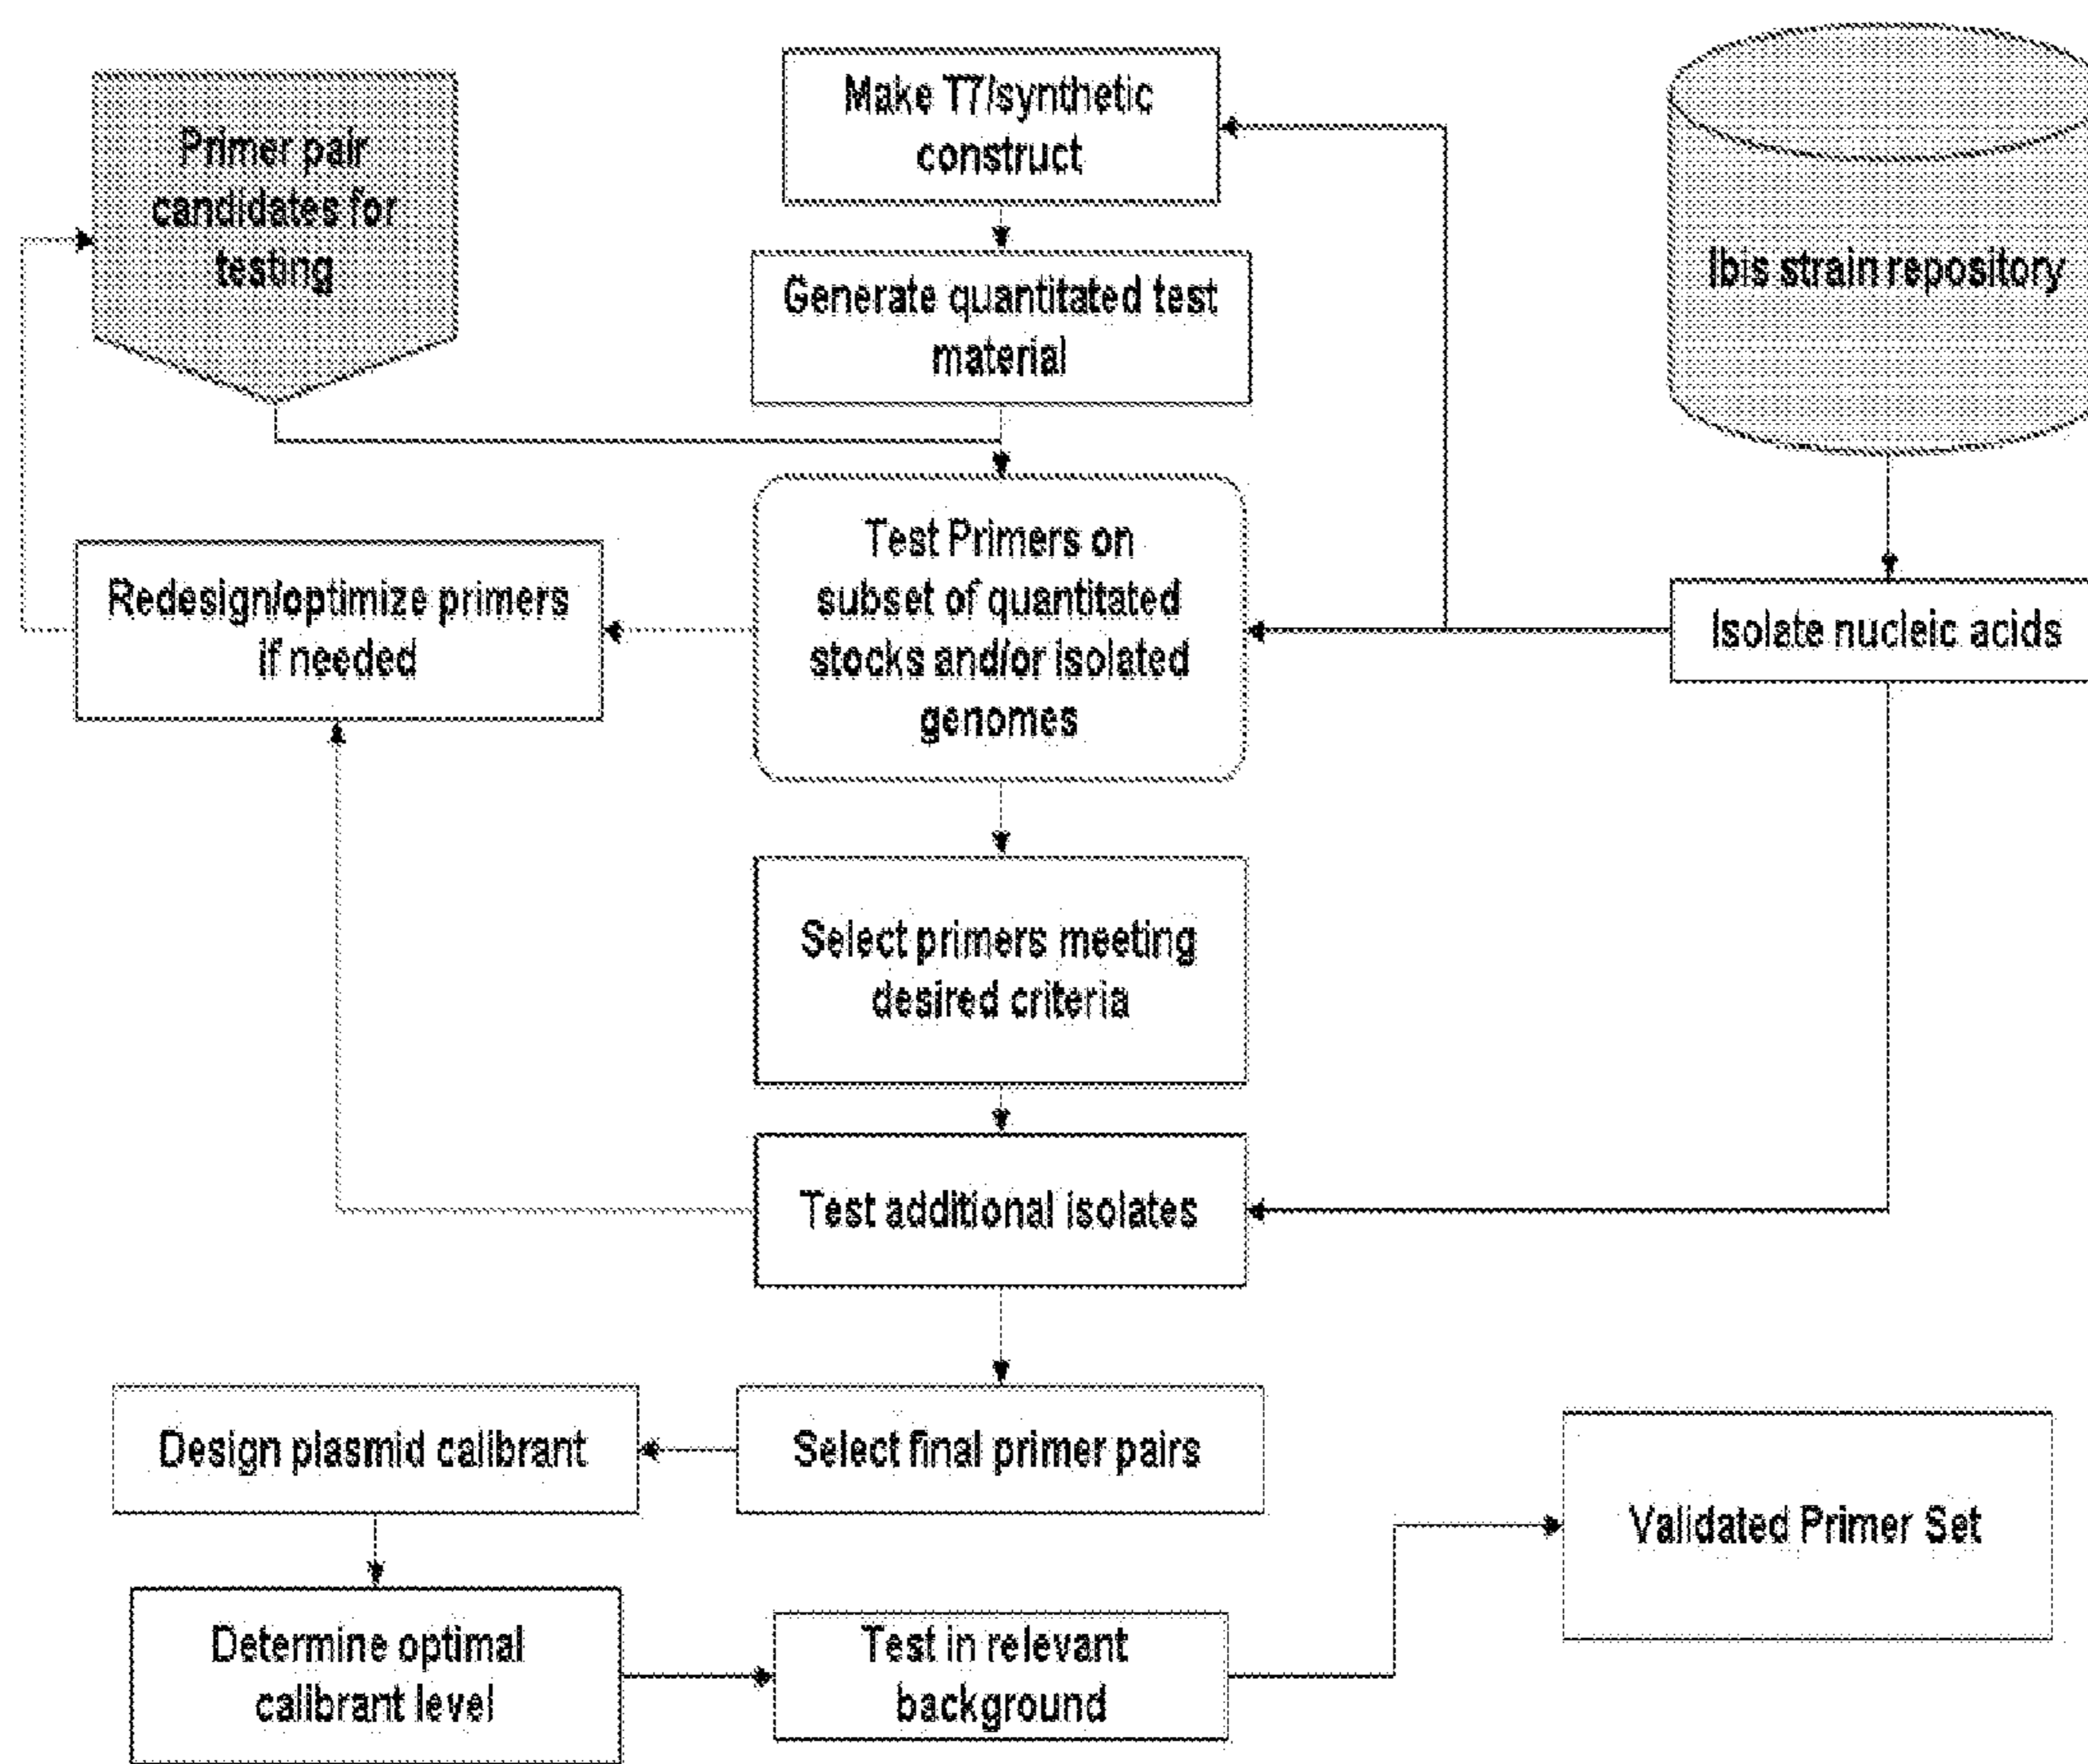 Primer pair
candidates for
testing
Make T7/synthetic
construct
Ibis strain repository
Generate quantitated test
material
Test Primers on
subset of quantitated
stocks and/or isolated
genomes
Redesign/optimize primers
if needed
Isolate nucleic acids
Select primers meeting
desired criteria
Test additional isolates
Design plasmid calibrant
Select final primer pairs
Validated Primer Set
Determine optimal
calibrant level
Test in relevant
background